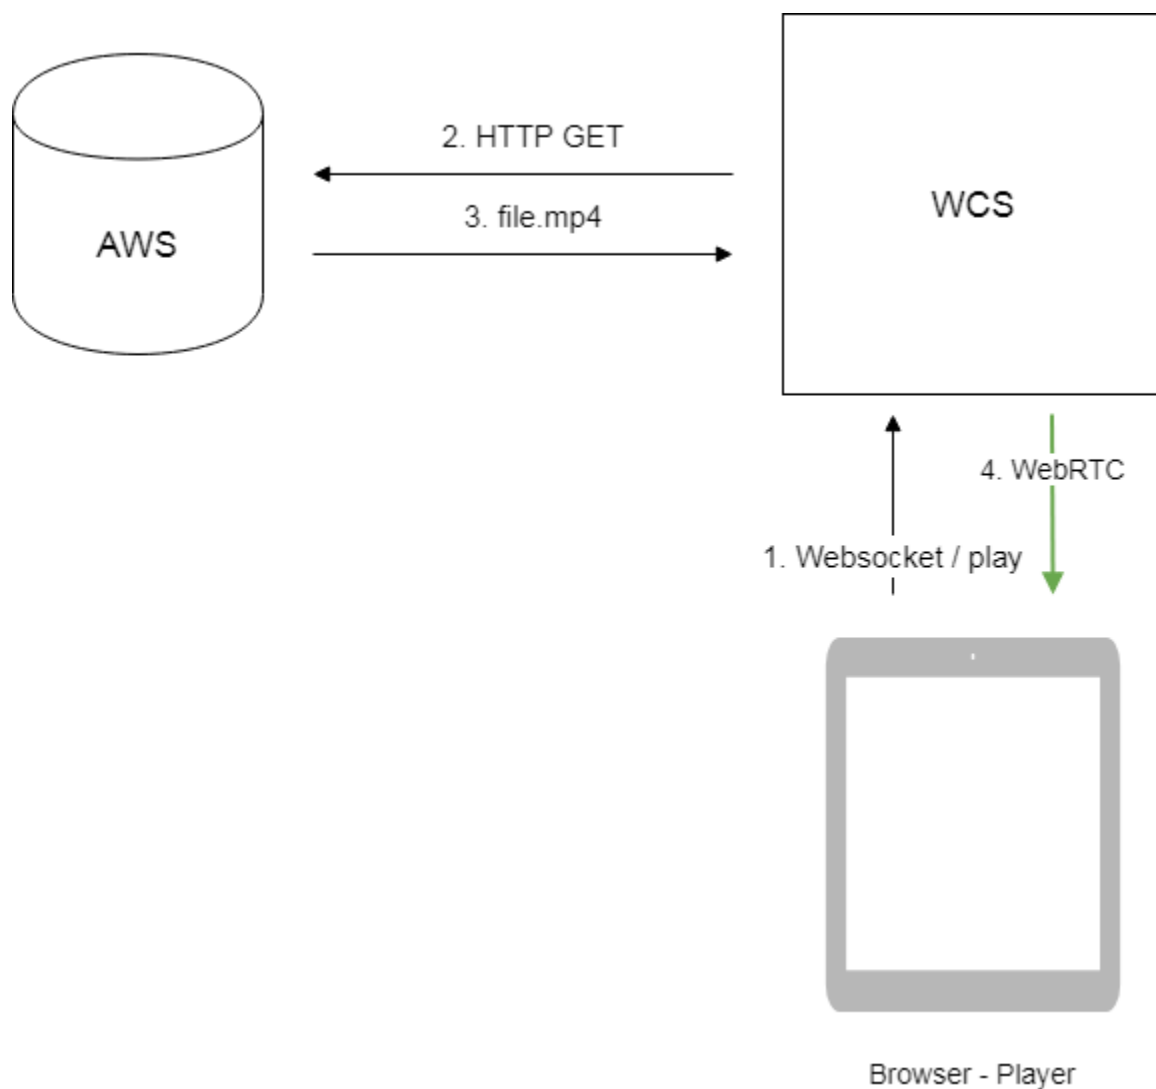 2. HTTP GET
3. file.mp4
AWS
WCS
4. WebRTC
1. Websocket / play
Browser - Player